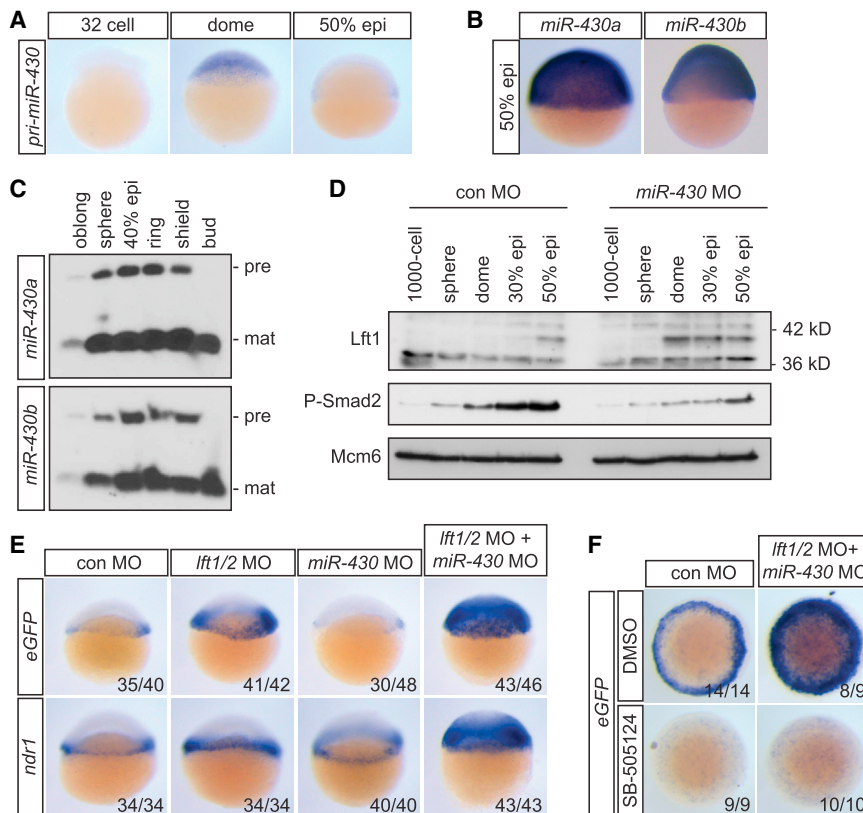 A
32 cell
dome
50% epi
pri-miR-430
B
miR-430a
miR-430b
50% epi
C
oblong
sphere
40% epi
ring
shield
bud
miR-430a
- pre
- mat
miR-430b
- pre
- mat
D
con MO
miR-430 MO
1000-cell
sphere
dome
30% epi
50% epi
1000-cell
sphere
dome
30% epi
50% epi
Lft1
- 42 kD
- 36 kD
P-Smad2
Mcm6
E
con MO
lft1/2 MO
miR-430 MO
lft1/2 MO +
miR-430 MO
eGFP
35/40
41/42
30/48
43/46
ndr1
34/34
34/34
40/40
43/43
F
con MO
lft1/2 MO+
miR-430 MO
eGFP
DMSO
14/14
8/9
SB-505124
9/9
10/10